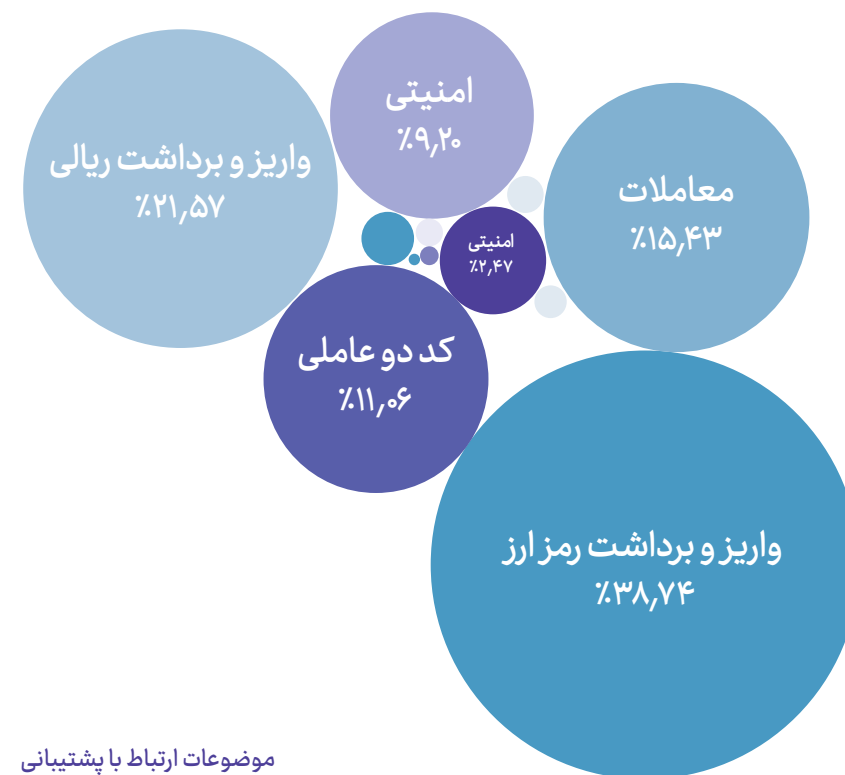 امنیتی
٪۹٫۲۰
واریز و برداشت ریالی
٪۲۱٫۵۷
معاملات
٪۱۵٫۴۳
امنیتی
٪۲٫۴۷
کد دو عاملی
٪۱۱٫۰۶
واریز و برداشت رمز ارز
٪۳۸٫۷۴
موضوعات ارتباط با پشتیبانی